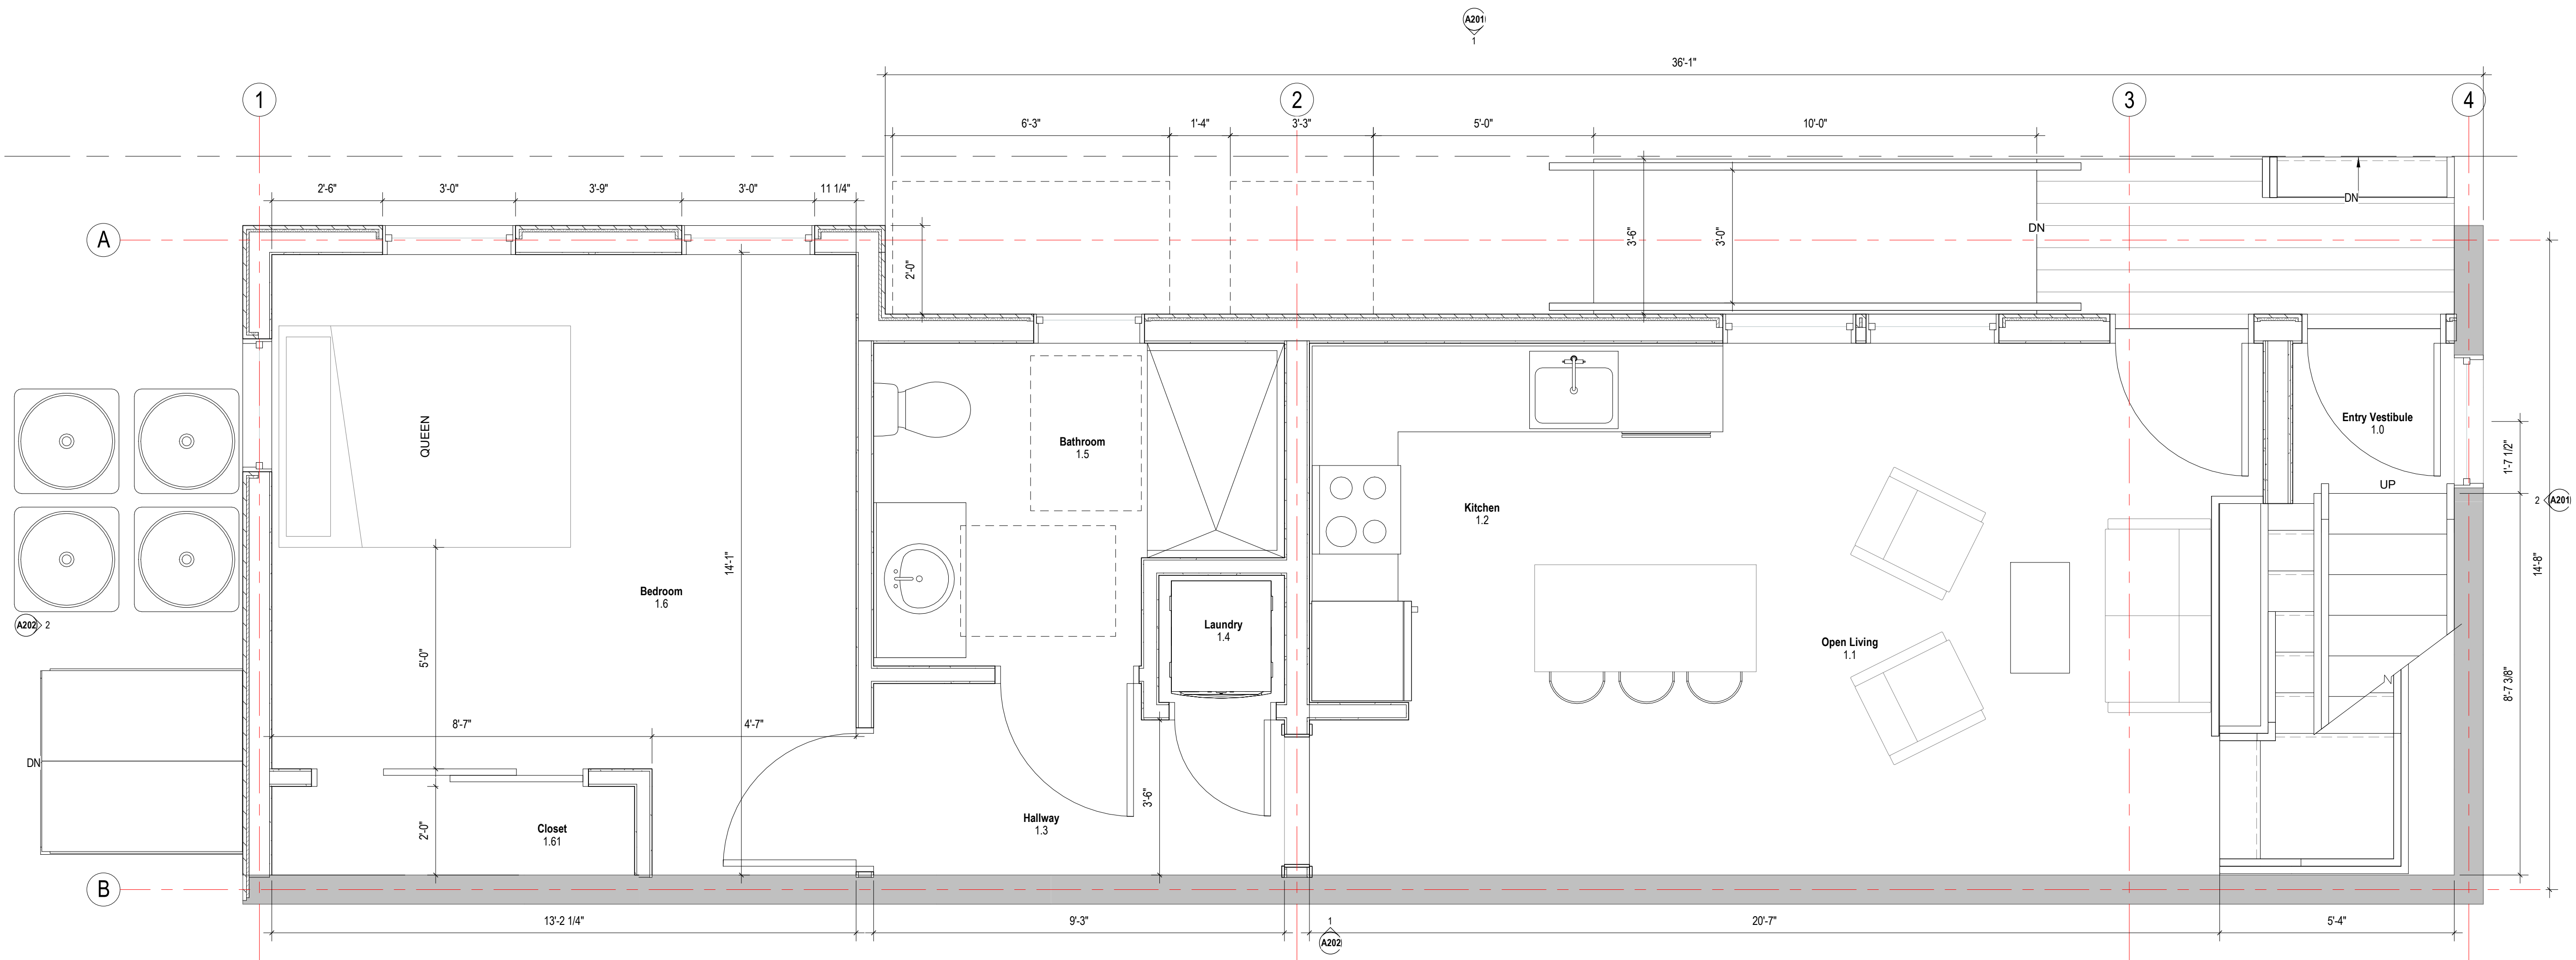 A201
1
36'-1"
1
2
3
4
6'-3"
1'-4"
3'-3"
5'-0"
10'-0"
2'-6"
3'-0"
3'-9"
3'-0"
11 1/4"
DN
DN
A
3'-6"
3'-0"
2'-0"
QUEEN
Bathroom
1.5
Entry Vestibule
1.0
1'-7 1/2"
UP
2
A201
Kitchen
1.2
14'-1"
14'-8"
Bedroom
1.6
A202
2
Laundry
1.4
Open Living
1.1
5'-0"
8'-7 3/8"
8'-7"
4'-7"
DN
3'-6"
Hallway
1.3
2'-0"
Closet
1.61
B
13'-2 1/4"
9'-3"
1
A202
20'-7"
5'-4"